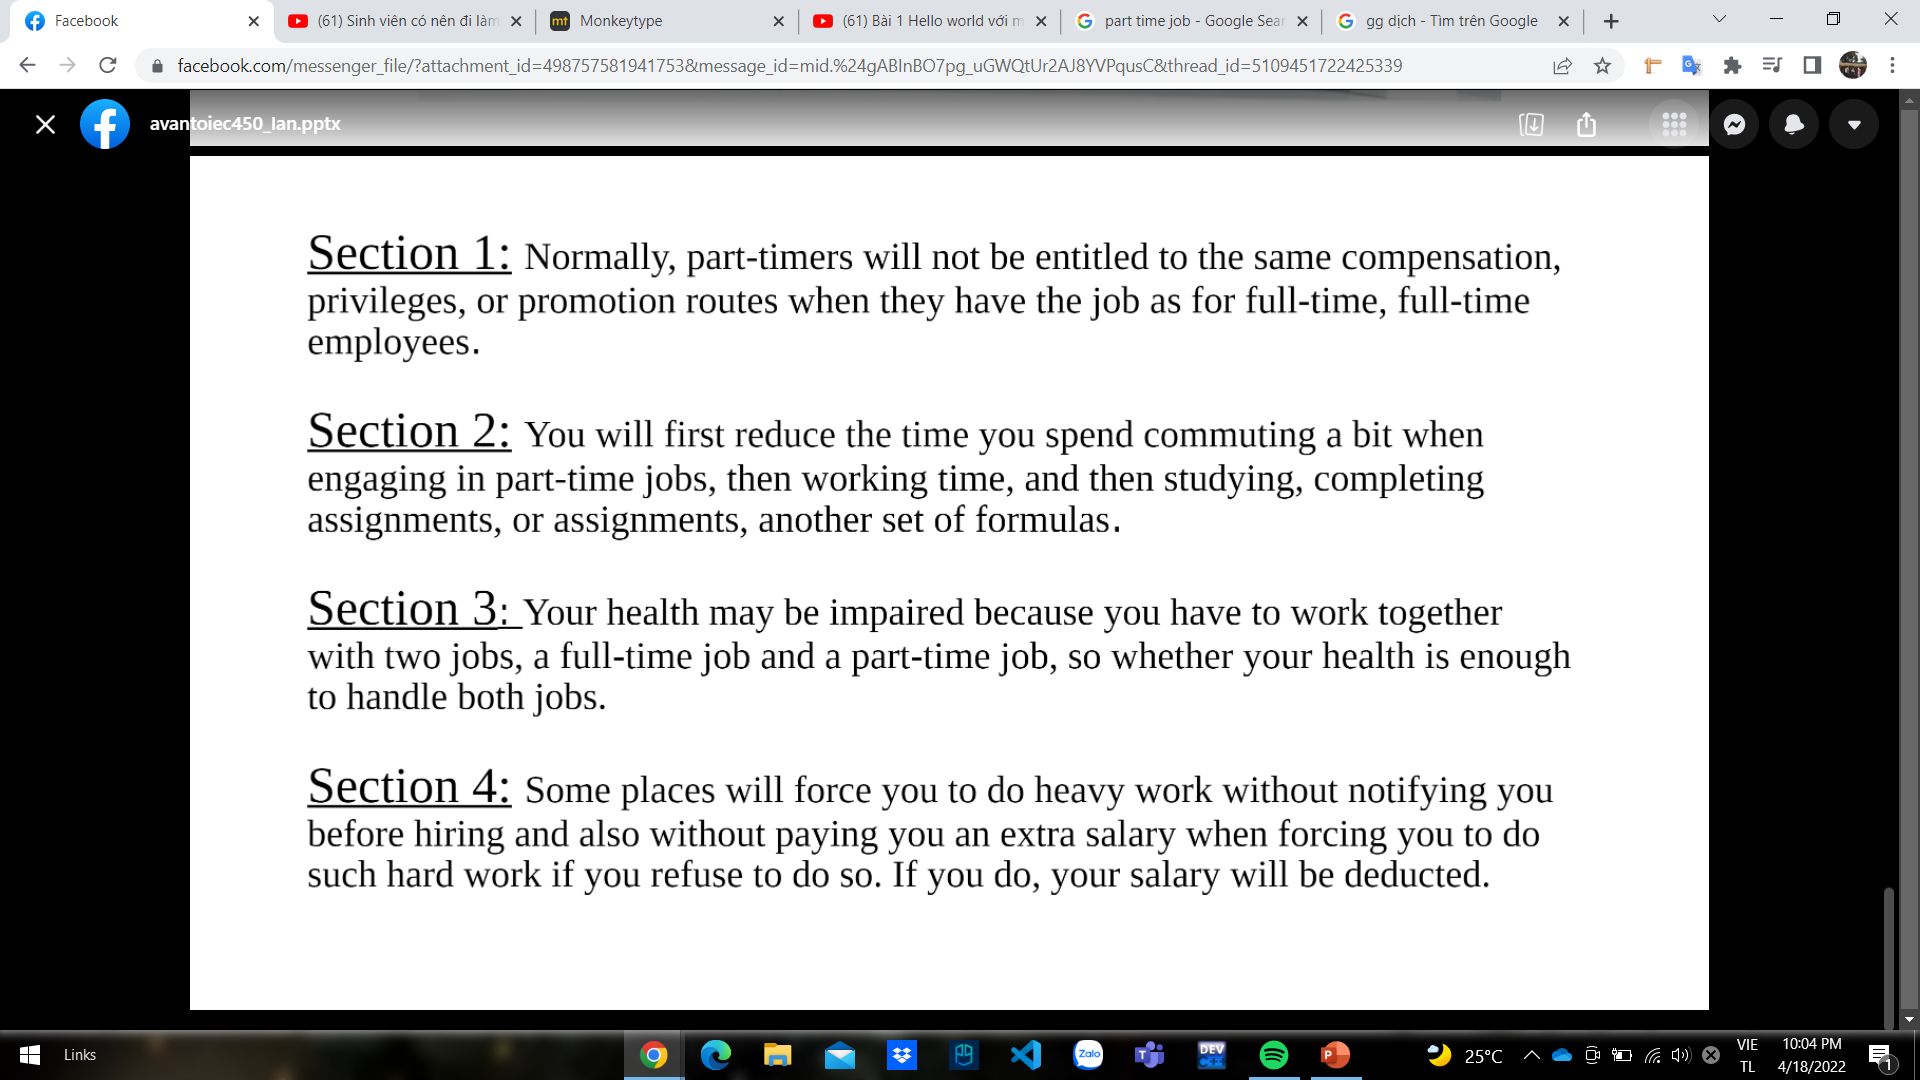 Facebook
(61) Sinh viên có nên đi làm
Monkeytype
(61) Bài 1 Hello world với m
part time job - Google Sear
gg dịch - Tìm trên Google
facebook.com/messenger_file/?attachment_id=498757581941753&message_id=mid.%24gABInBO7pg_uGWQtUr2AJ8YVPqusC&thread_id=5109451722425339
avantoiec450_lan.pptx
Section 1: Normally, part-timers will not be entitled to the same compensation,
privileges, or promotion routes when they have the job as for full-time, full-time
employees.
Section 2: You will first reduce the time you spend commuting a bit when
engaging in part-time jobs, then working time, and then studying, completing
assignments, or assignments, another set of formulas.
Section 3: Your health may be impaired because you have to work together
with two jobs, a full-time job and a part-time job, so whether your health is enough
to handle both jobs.
Section 4: Some places will force you to do heavy work without notifying you
before hiring and also without paying you an extra salary when forcing you to do
such hard work if you refuse to do so. If you do, your salary will be deducted.
Links
Zalo
DEV
25°C
VIE
TL
10:04 PM
4/18/2022
1